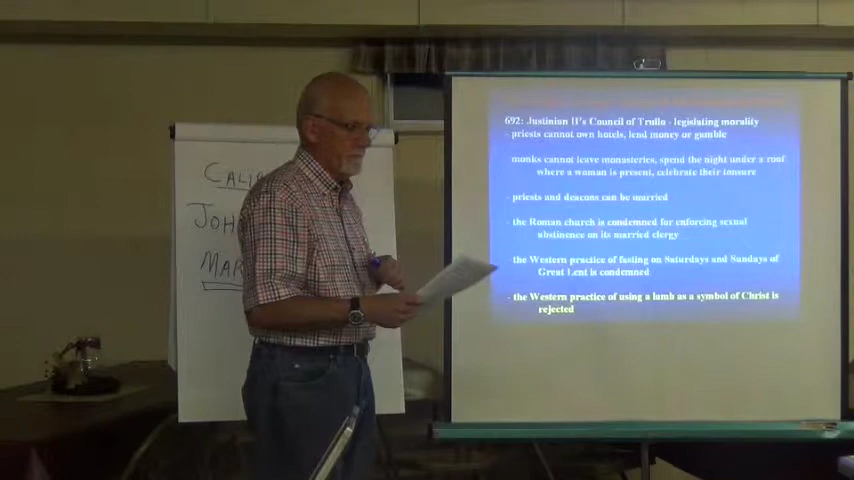 CALI
JOH
MAR
692: Justinian II's Council of Trullo - legislating morality
- priests cannot own hotels, lend money or gamble
monks cannot leave monasteries, spend the night under a roof
where a woman is present, celebrate their tonsure
- priests and deacons can be married
- the Roman church is condemned for enforcing sexual
abstinence on its married clergy
the Western practice of fasting on Saturdays and Sundays of
Great Lent is condemned
- the Western practice of using a lamb as a symbol of Christ is
rejected